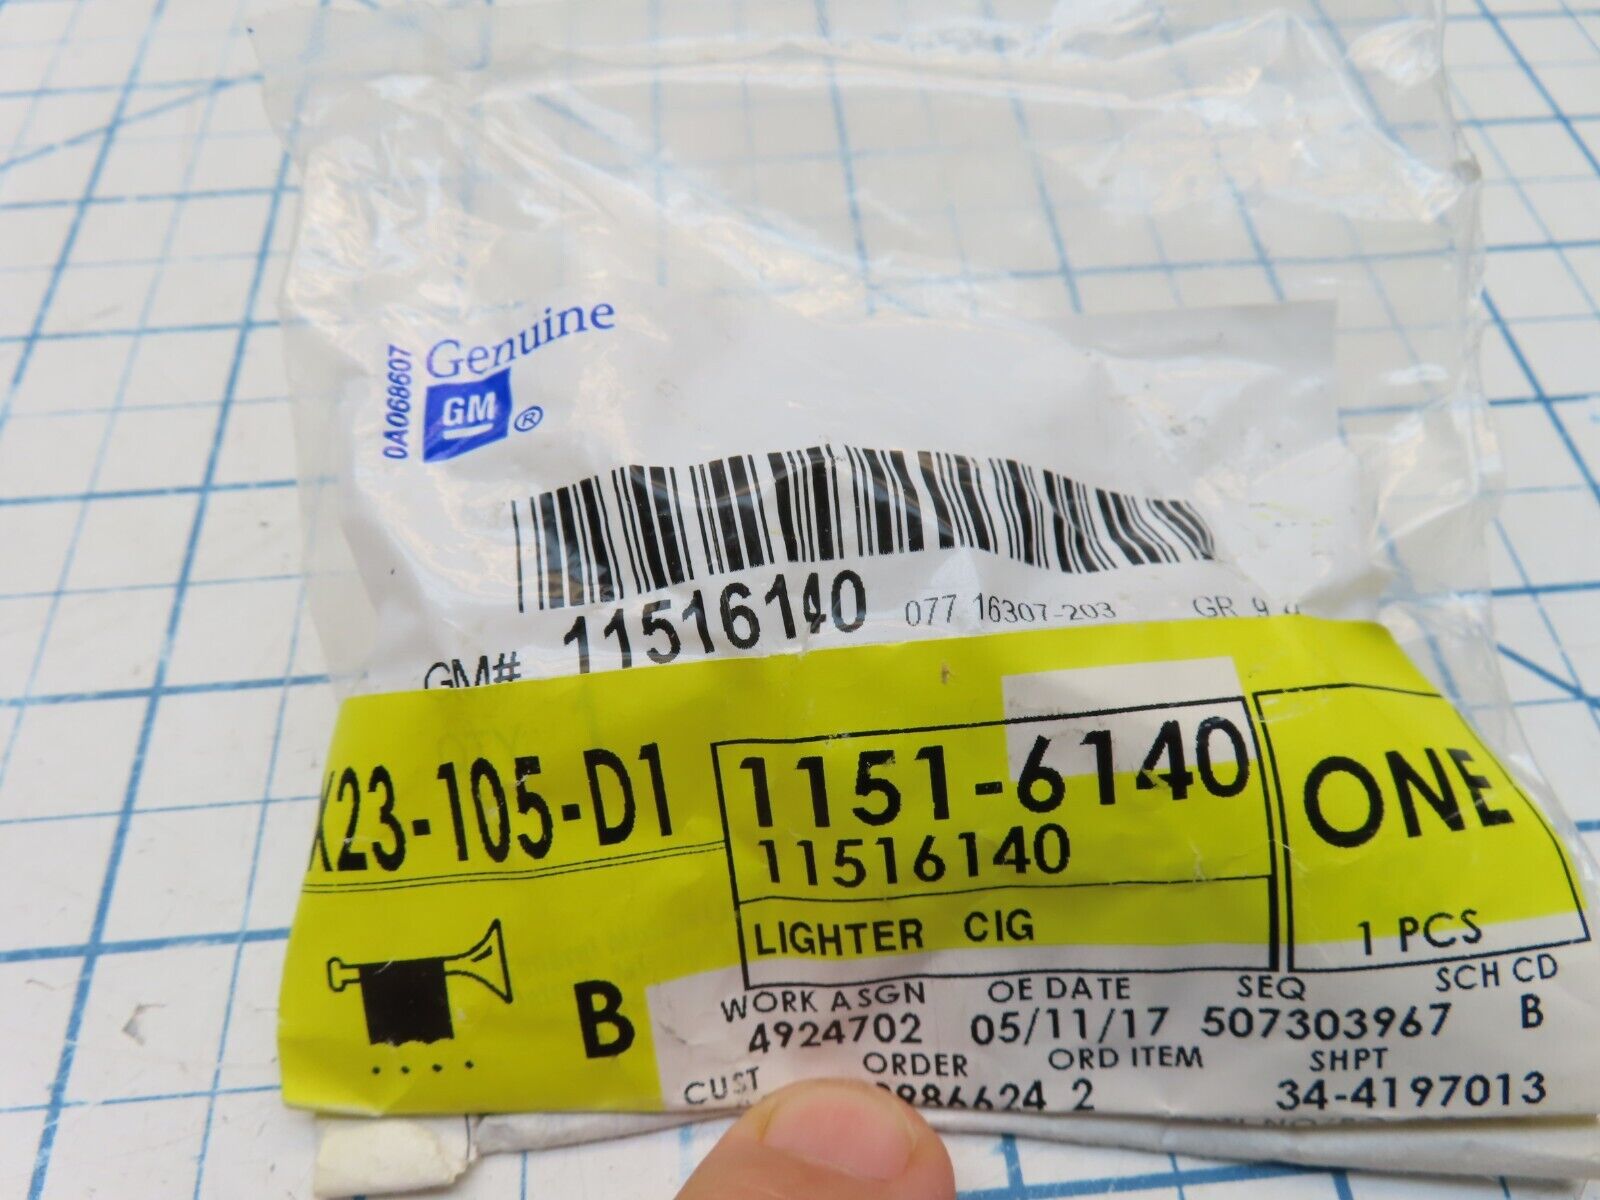 Genuine
0A068607
GM ®
GM# 11516140 077 16307-203 GR
X23-105-D1
1151-6140
11516140
LIGHTER CIG
ONE
1 PCS
B
WORK ASGN OE DATE SEQ SCH CD
4924702 05/11/17 507303967 B
CUST ORDER ORD ITEM SHPT
986624 2 34-4197013